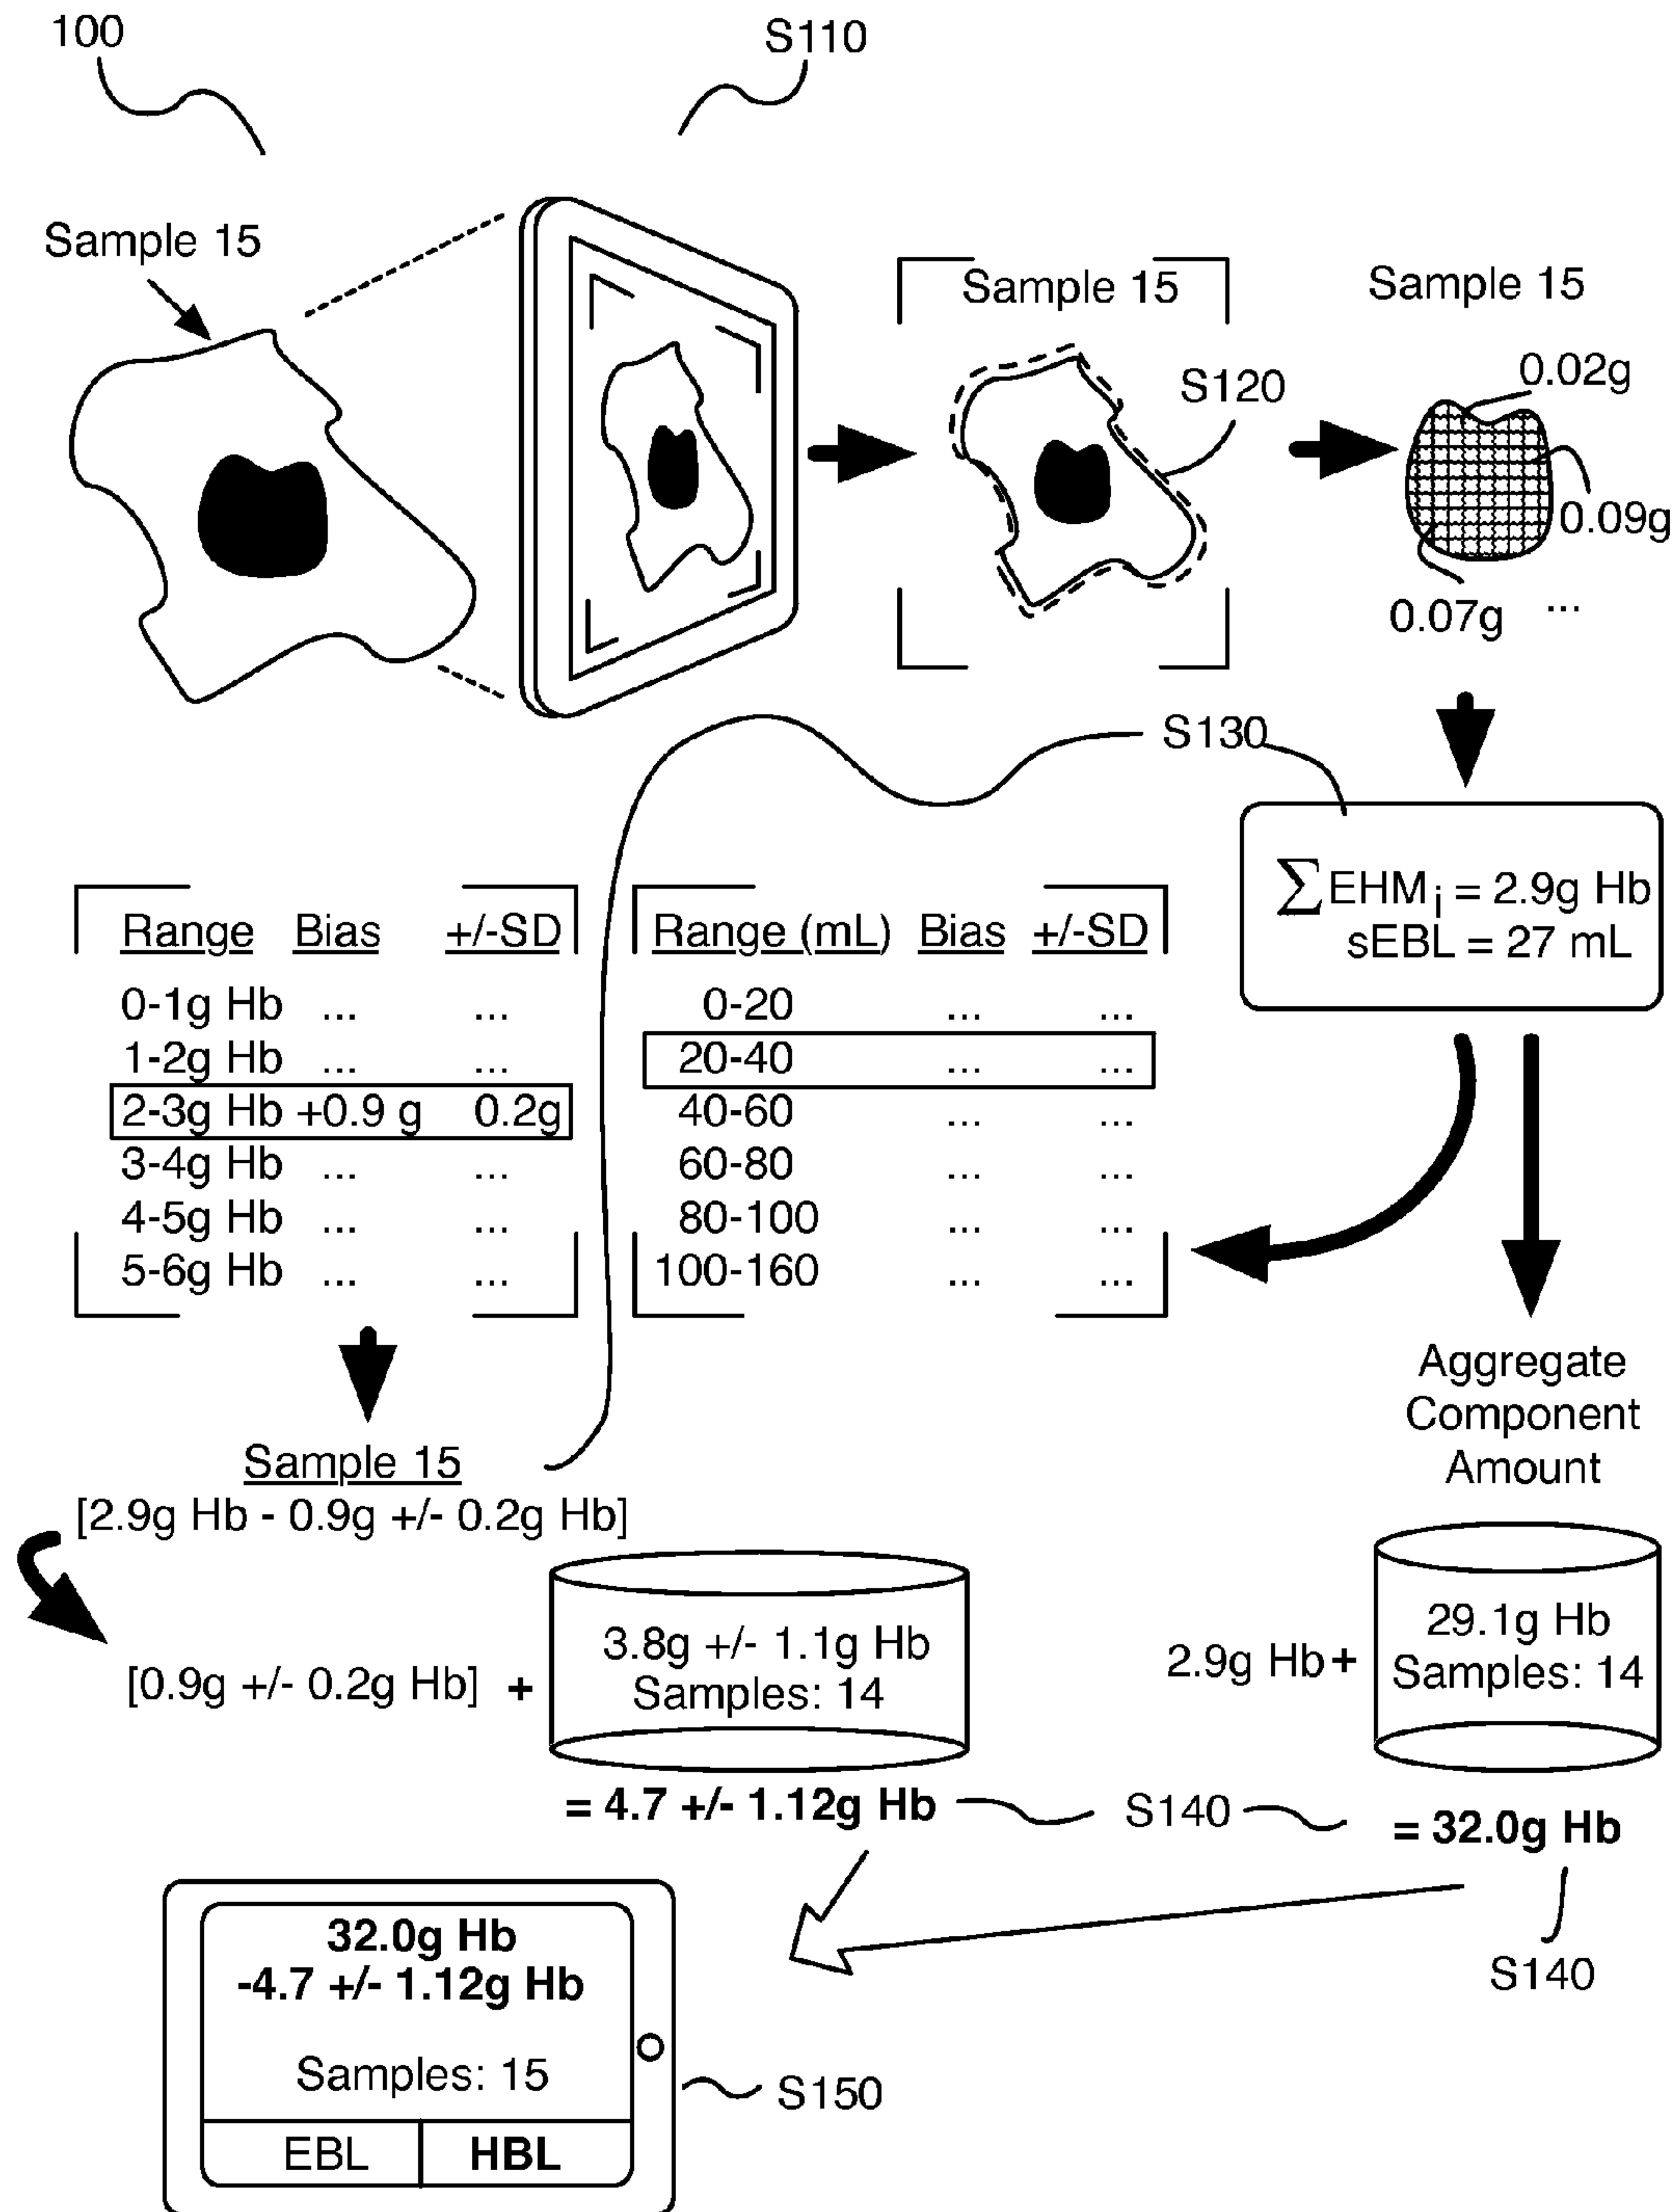 100
S110
Sample 15
Sample 15
Sample 15
S120
0.02g
0.09g
0.07g ...
S130
∑EHMi = 2.9g Hb
sEBL = 27 mL
Range Bias +/-SD
0-1g Hb ... ...
1-2g Hb ... ...
2-3g Hb +0.9 g 0.2g
3-4g Hb ... ...
4-5g Hb ... ...
5-6g Hb ... ...
Range (mL) Bias +/-SD
0-20 ... ...
20-40 ... ...
40-60 ... ...
60-80 ... ...
80-100 ... ...
100-160 ... ...
Aggregate
Component
Amount
Sample 15
[2.9g Hb - 0.9g +/- 0.2g Hb]
[0.9g +/- 0.2g Hb] +
3.8g +/- 1.1g Hb
Samples: 14
= 4.7 +/- 1.12g Hb
S140
2.9g Hb +
29.1g Hb
Samples: 14
= 32.0g Hb
S140
32.0g Hb
-4.7 +/- 1.12g Hb
Samples: 15
EBL HBL
S150